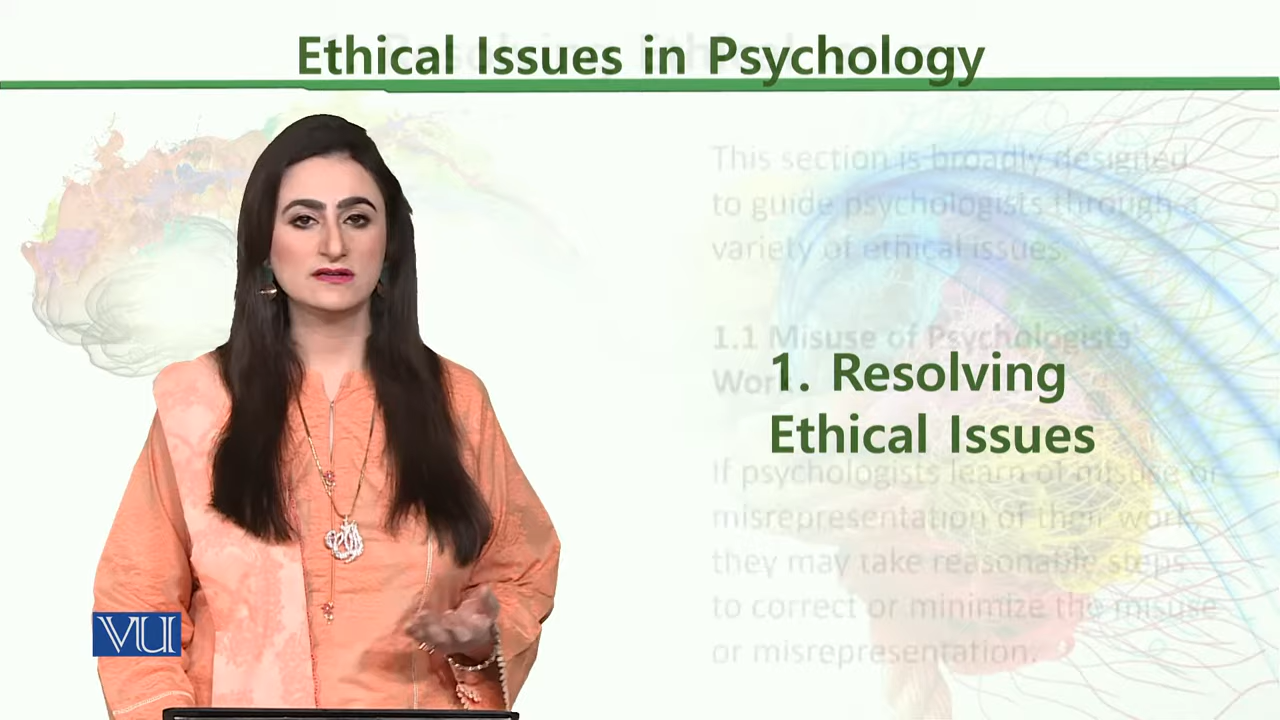 Ethical Issues in Psychology
This section is broadly designed
to guide psychologists through a
variety of ethical issues.
1.1 Misuse of Psychologists'
Work
1. Resolving
Ethical Issues
If psychologists learn of misuse or
misrepresentation of their work,
they may take reasonable steps
to correct or minimize the misuse
or misrepresentation.
VU